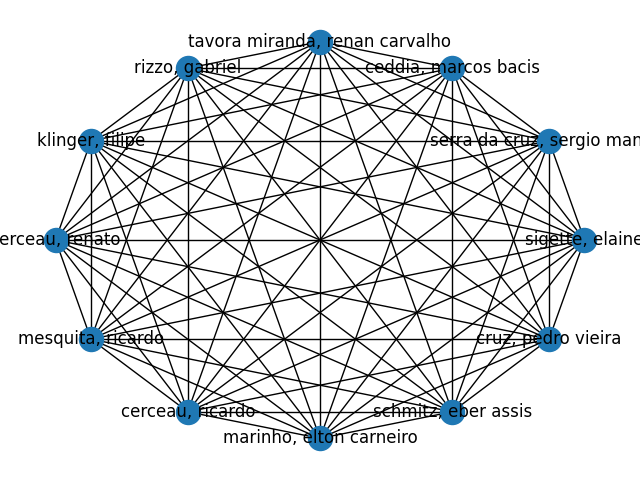 tavora miranda, renan carvalho
rizzo, gabriel
ceddia, marcos bacis
klinger, filipe
serra da cruz, sergio man
erceau, renato
sigette, elaine
mesquita, ricardo
cruz, pedro vieira
cerceau, ricardo
schmitz, eber assis
marinho, elton carneiro